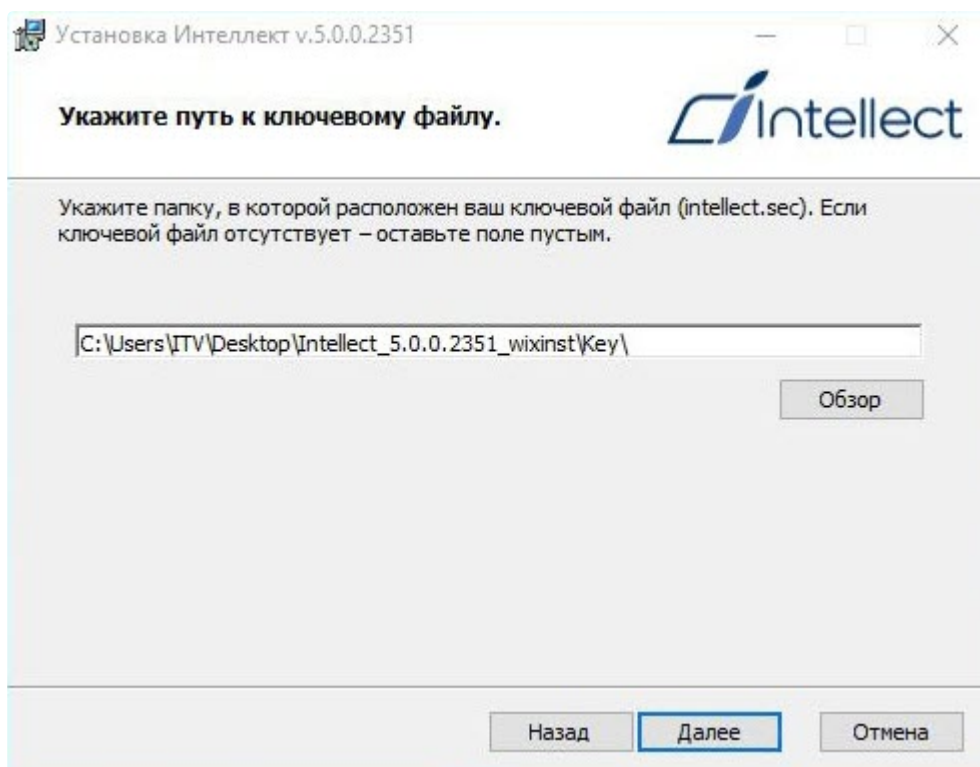 Установка Интеллект v.5.0.0.2351
Укажите путь к ключевому файлу.
Intellect
Укажите папку, в которой расположен ваш ключевой файл (intellect.sec). Если
ключевой файл отсутствует – оставьте поле пустым.
C:\Users\ITV\Desktop\Intellect_5.0.0.2351_wixinst\Key\
Обзор
Назад Далее Отмена